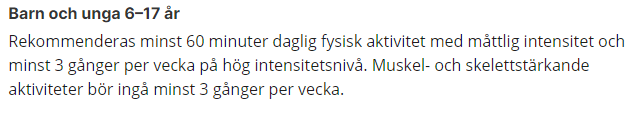 Barn och unga 6–17 år
Rekommenderas minst 60 minuter daglig fysisk aktivitet med måttlig intensitet och
minst 3 gånger per vecka på hög intensitetsnivå. Muskel- och skelettstärkande
aktiviteter bör ingå minst 3 gånger per vecka.